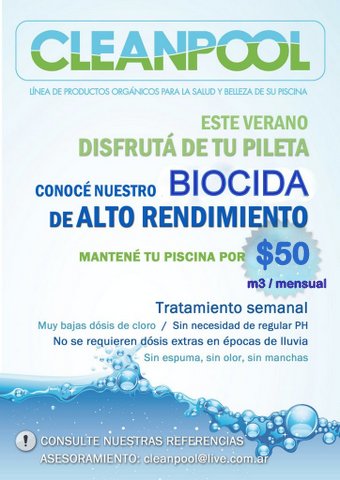 CLEANPOOL
LÍNEA DE PRODUCTOS ORGÁNICOS PARA LA SALUD Y BELLEZA DE SU PISCINA
ESTE VERANO
DISFRUTÁ DE TU PILETA
CONOCÉ NUESTRO BIOCIDA
DE ALTO RENDIMIENTO
MANTENÉ TU PISCINA POR $50
m3 / mensual
Tratamiento semanal
Muy bajas dósis de cloro / Sin necesidad de regular PH
No se requieren dósis extras en épocas de lluvia
Sin espuma, sin olor, sin manchas
! CONSULTE NUESTRAS REFERENCIAS
ASESORAMIENTO: cleanpool@live.com.ar